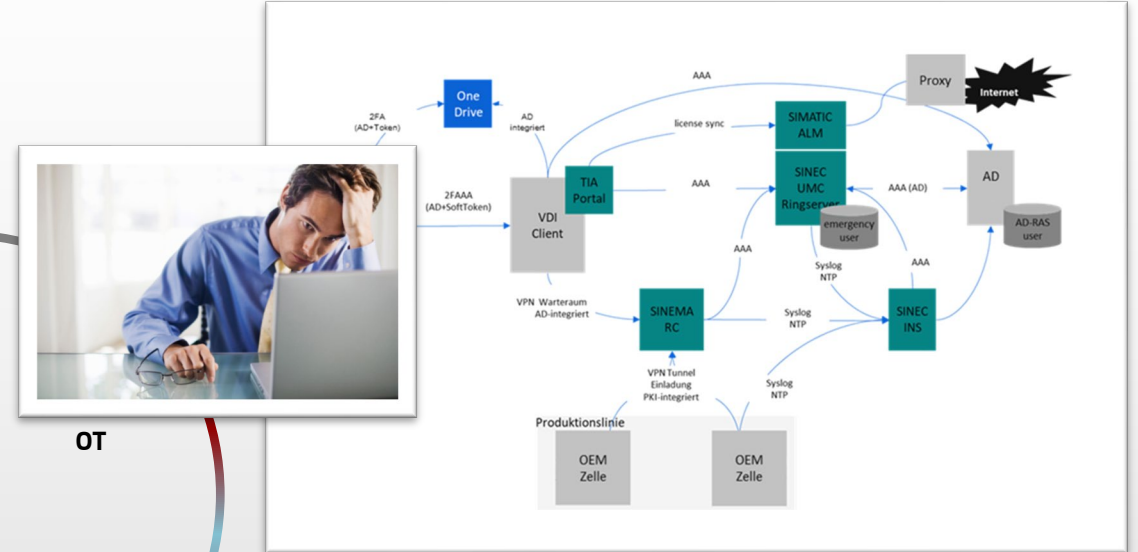 AAA
Proxy
Internet
One
Drive
2FA
(AD+Token)
AD
integriert
license sync
SIMATIC
ALM
TIA
Portal
SINEC
UMC
Ringserver
AAA
AAA (AD)
AD
2FAAA
(AD+SoftToken)
VDI
Client
emergency
user
AD-RAS
user
AAA
Syslog
NTP
AAA
VPN Warteraum
AD-integriert
SINEMA
RC
Syslog
NTP
SINEC
INS
VPN Tunnel
Einladung
PKI-integriert
Syslog
NTP
Produktionslinie
OEM
Zelle
OEM
Zelle
OT